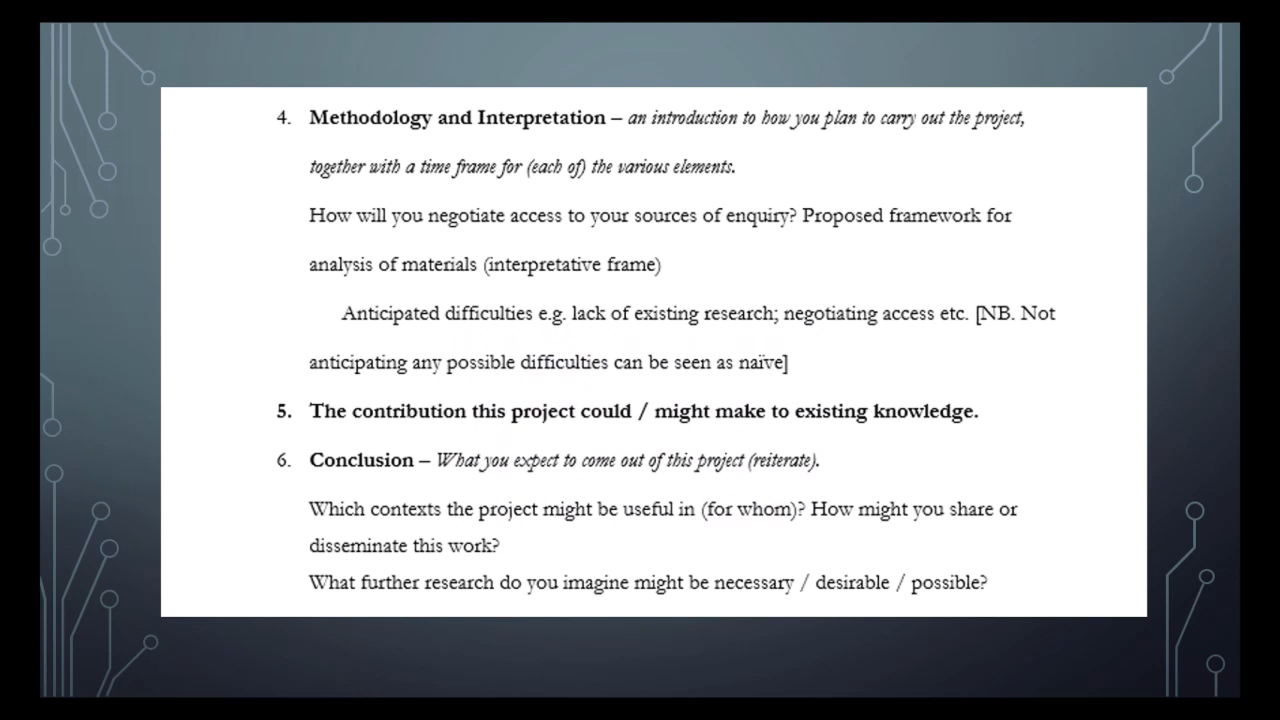 4. Methodology and Interpretation – an introduction to how you plan to carry out the project,
together with a time frame for (each of) the various elements.
How will you negotiate access to your sources of enquiry? Proposed framework for
analysis of materials (interpretative frame)
Anticipated difficulties e.g. lack of existing research; negotiating access etc. [NB. Not
anticipating any possible difficulties can be seen as naïve]
5. The contribution this project could / might make to existing knowledge.
6. Conclusion – What you expect to come out of this project (reiterate).
Which contexts the project might be useful in (for whom)? How might you share or
disseminate this work?
What further research do you imagine might be necessary / desirable / possible?